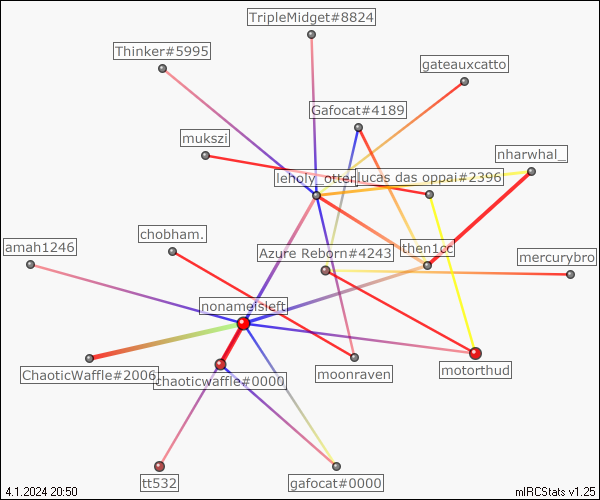 TripleMidget#8824
Thinker#5995
gateauxcatto
Gafocat#4189
mukszi
nharwhal_
leholy_otter
lucas das oppai#2396
chobham.
amah1246
Azure Reborn#4243
then1cc
mercurybro
nonameisleft
ChaoticWaffle#2006
chaoticwaffle#0000
moonraven
motorthud
tt532
gafocat#0000
4.1.2024 20:50
mIRCStats v1.25